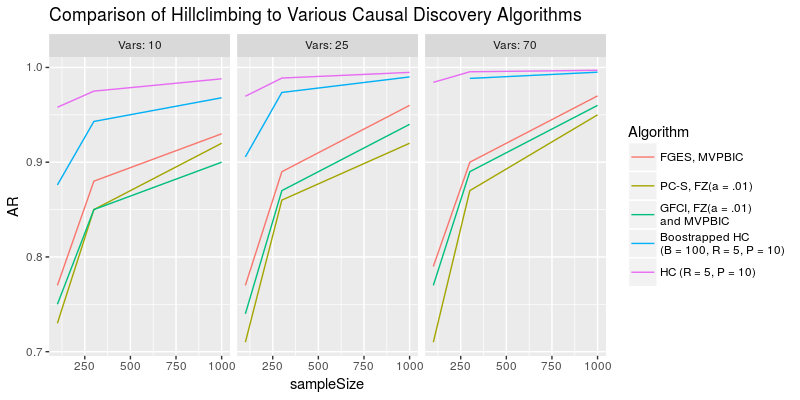 Comparison of Hillclimbing to Various Causal Discovery Algorithms
Vars: 10
Vars: 25
Vars: 70
1.0
0.9
0.8
0.7
AR
250
500
750
1000
250
500
750
1000
250
500
750
1000
sampleSize
Algorithm
FGES, MVPBIC
PC-S, FZ(a = .01)
GFCI, FZ(a = .01)
and MVPBIC
Boostrapped HC
(B = 100, R = 5, P = 10)
HC (R = 5, P = 10)